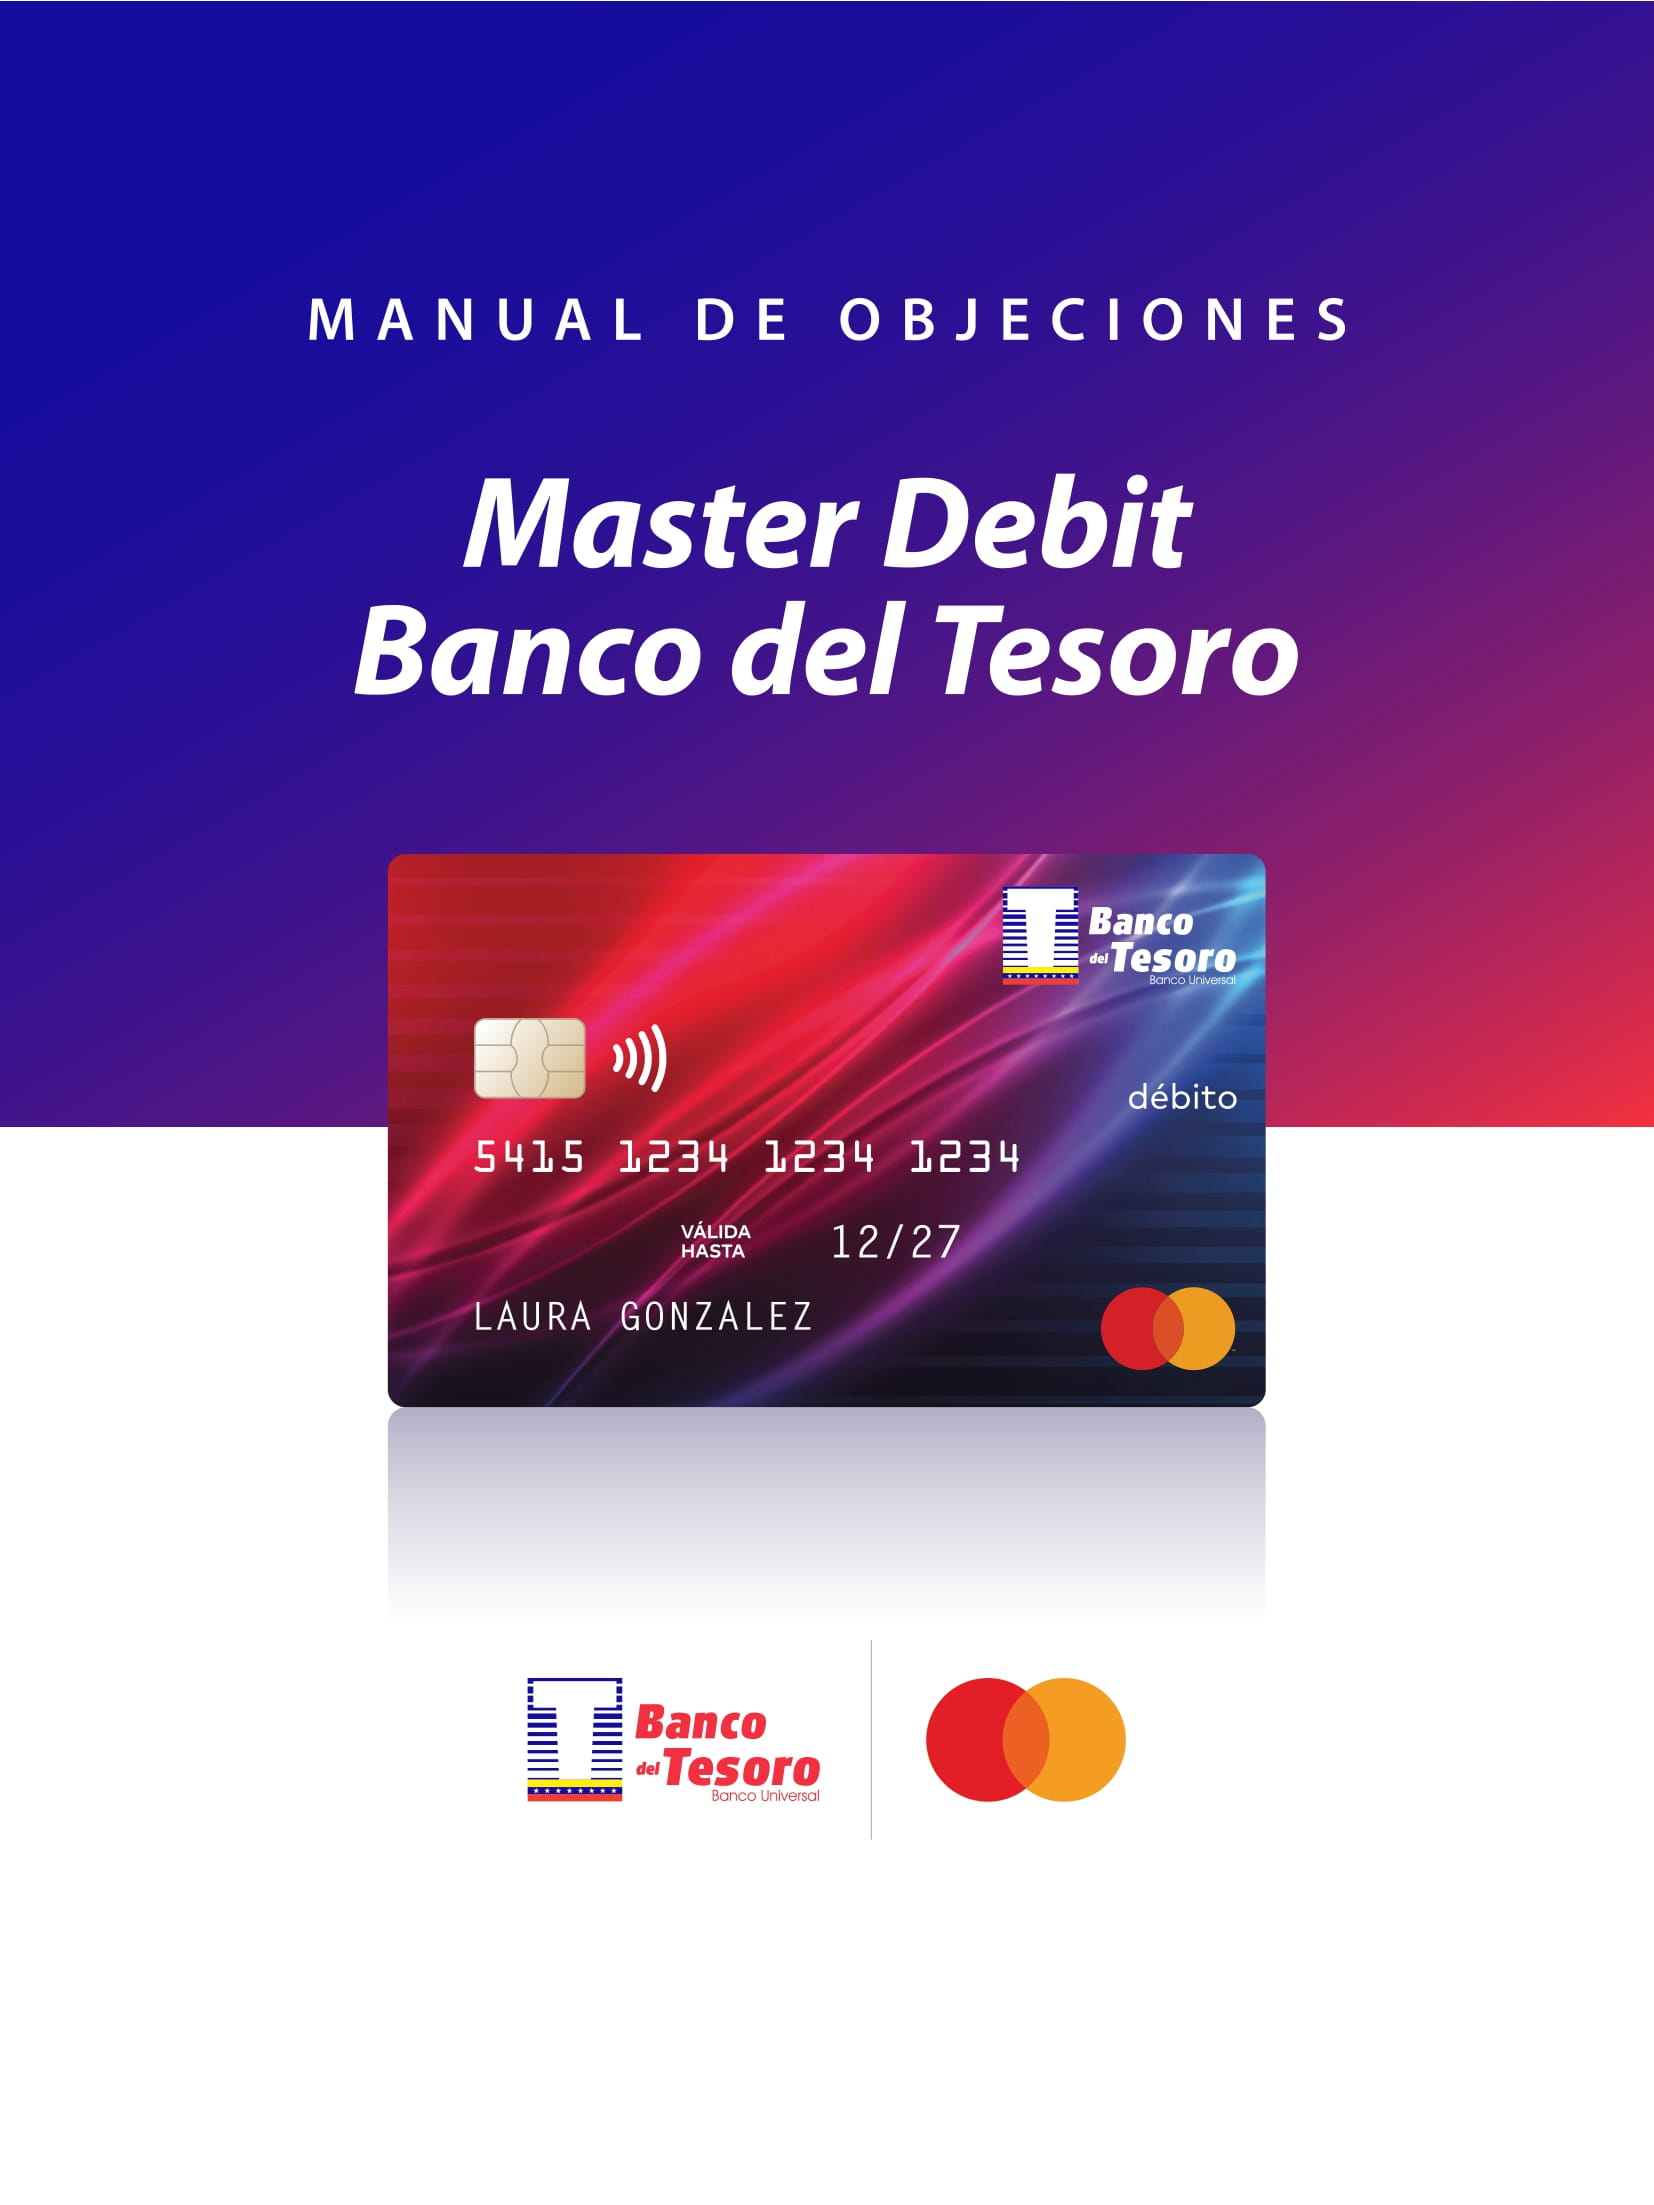 MANUAL DE OBJECIONES
Master Debit
Banco del Tesoro
Banco
del Tesoro
Banco Universal
débito
5415 1234 1234 1234
VÁLIDA
HASTA
12/27
LAURA GONZALEZ
Banco
del Tesoro
Banco Universal